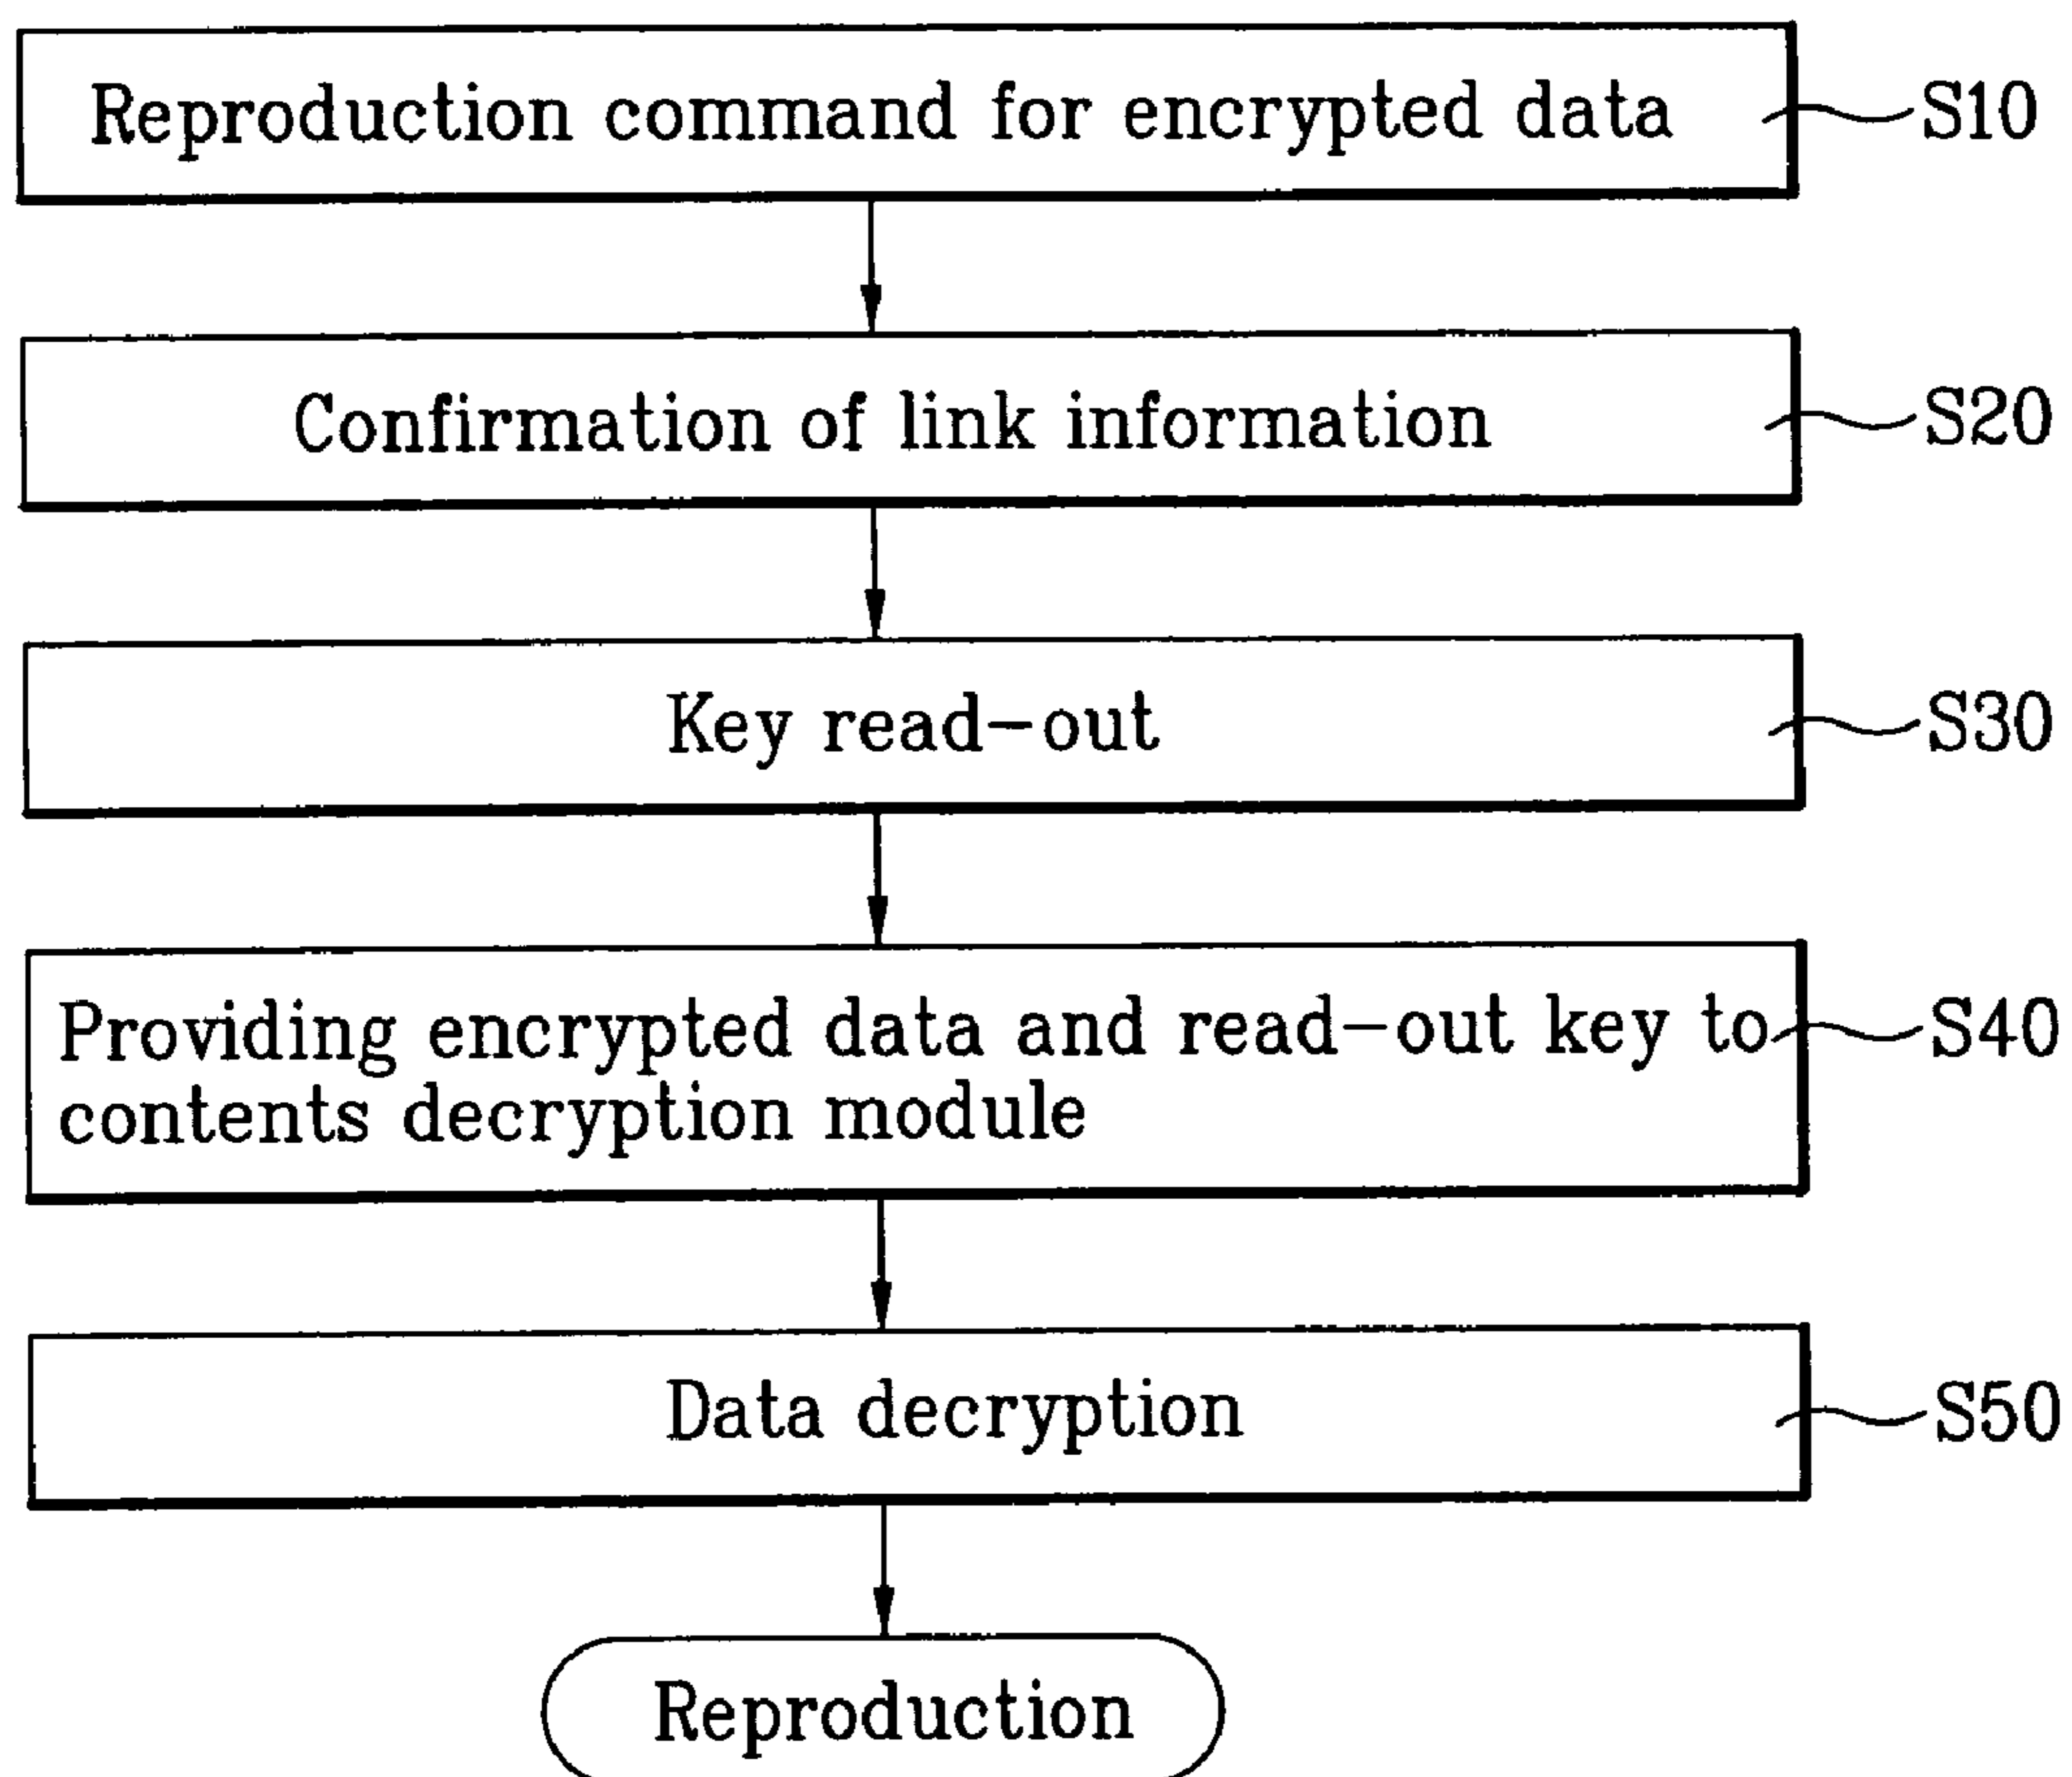 Reproduction command for encrypted data
S10
Confirmation of link information
S20
Key read-out
S30
Providing encrypted data and read-out key to
contents decryption module
S40
Data decryption
S50
Reproduction